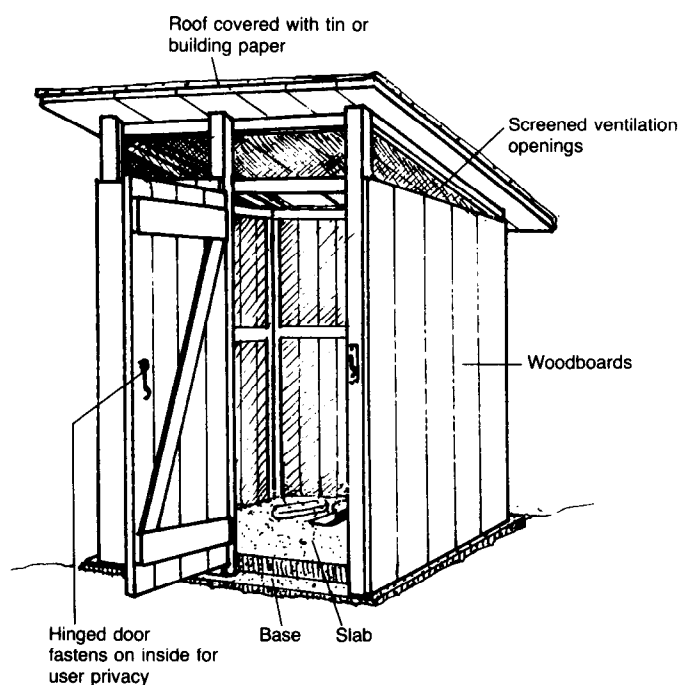 Roof covered with tin or
building paper
Screened ventilation
openings
Woodboards
Hinged door
fastens on inside for
user privacy
Base
Slab